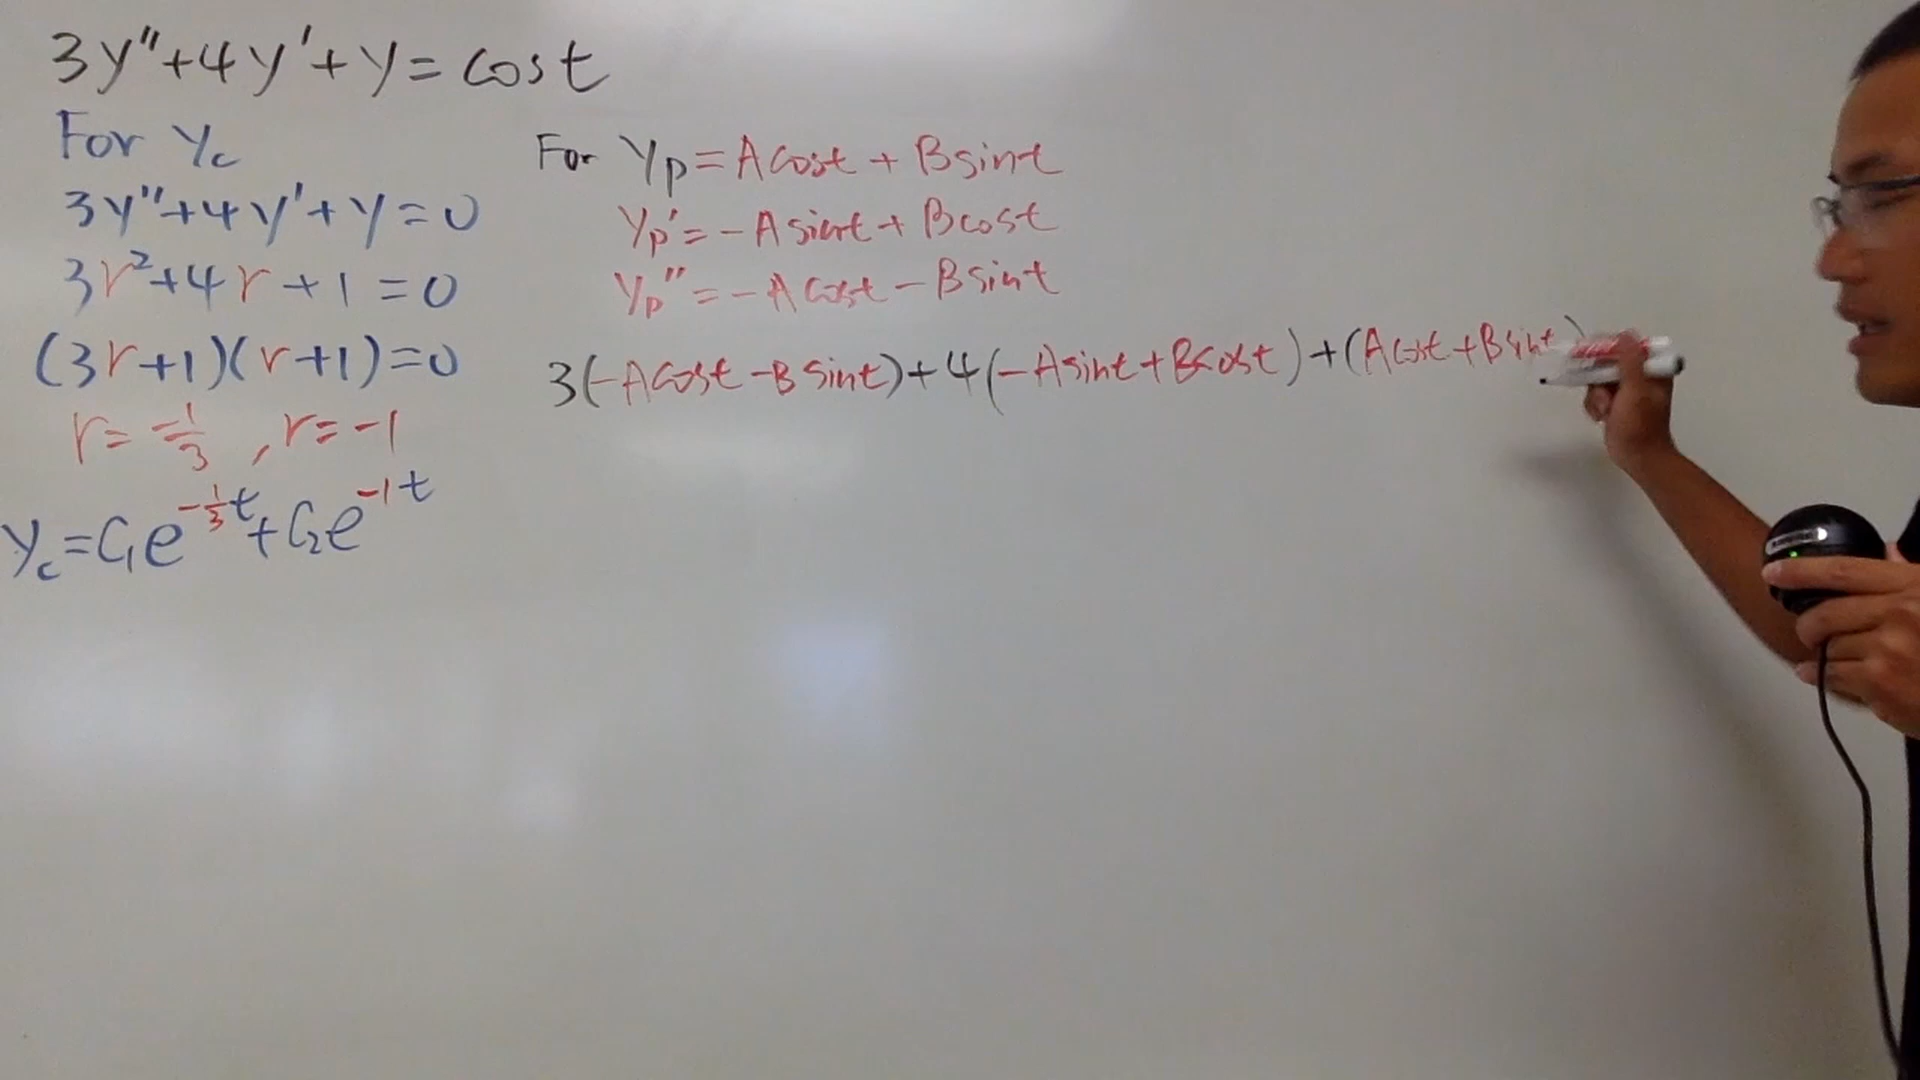 3y''+4y'+y=cost
For yc
3y''+4y'+y=0
3r²+4r+1=0
(3r+1)(r+1)=0
r=-1/3, r=-1
yc=C₁e^(-1/3 t)+C₂e^(-1t)
For yp=Acost+Bsint
yp'=-Asint+Bcost
yp''=-Acost-Bsint
3(-Acost-Bsint)+4(-Asint+Bcost)+(Acost+Bsint)